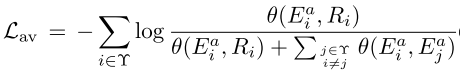 $\mathcal{L}_{\mathrm{av}} = -\sum_{i\in\Upsilon} \log \frac{\theta(E_i^a, R_i)}{\theta(E_i^a, R_i) + \sum_{\substack{j\in\Upsilon \\ i\neq j}} \theta(E_i^a, E_j^a)}$